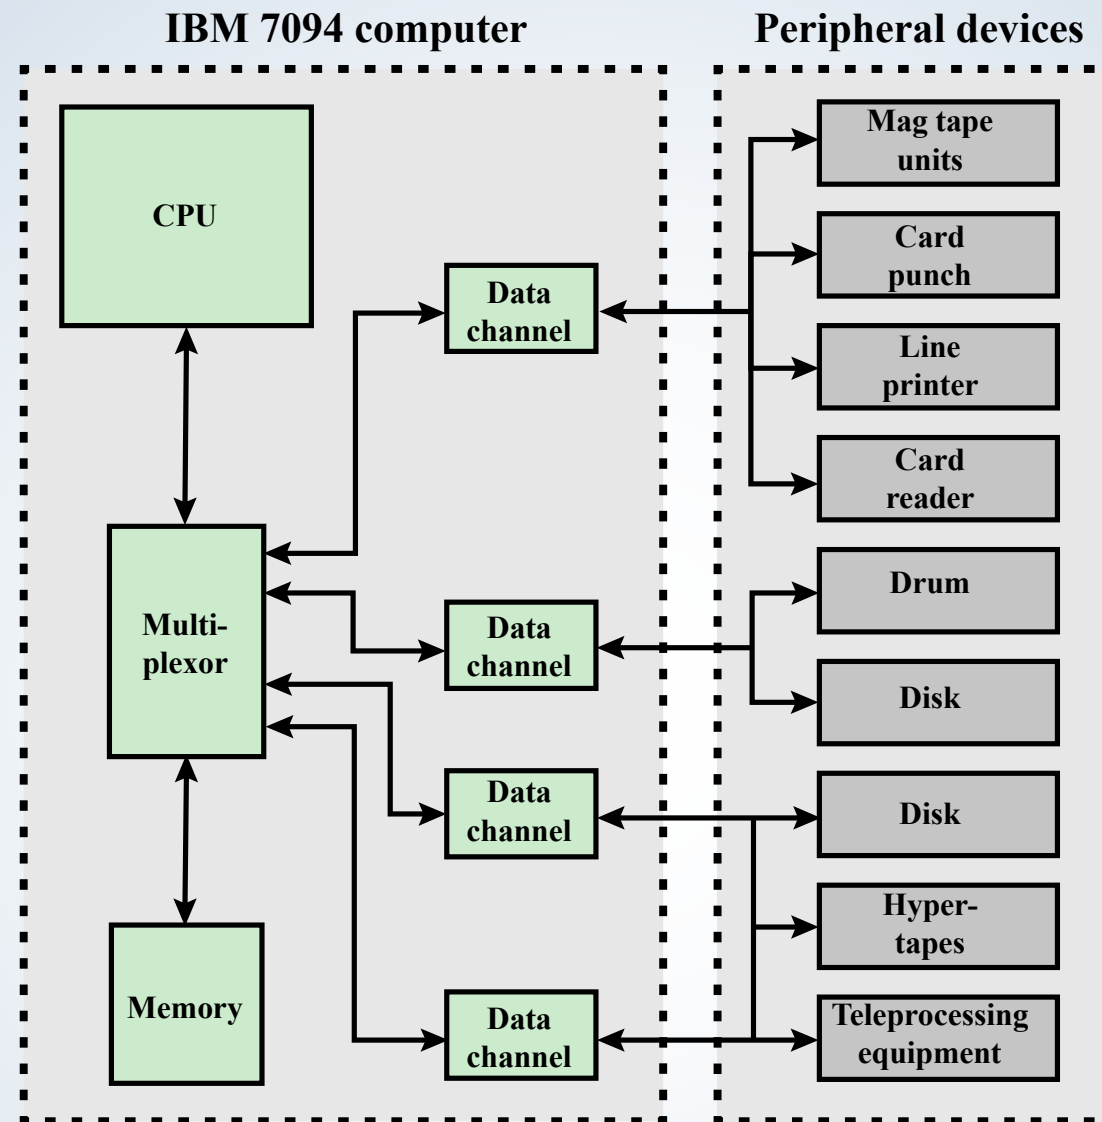 IBM 7094 computer
Peripheral devices
CPU
Multi-
plexor
Memory
Data
channel
Data
channel
Data
channel
Data
channel
Mag tape
units
Card
punch
Line
printer
Card
reader
Drum
Disk
Disk
Hyper-
tapes
Teleprocessing
equipment